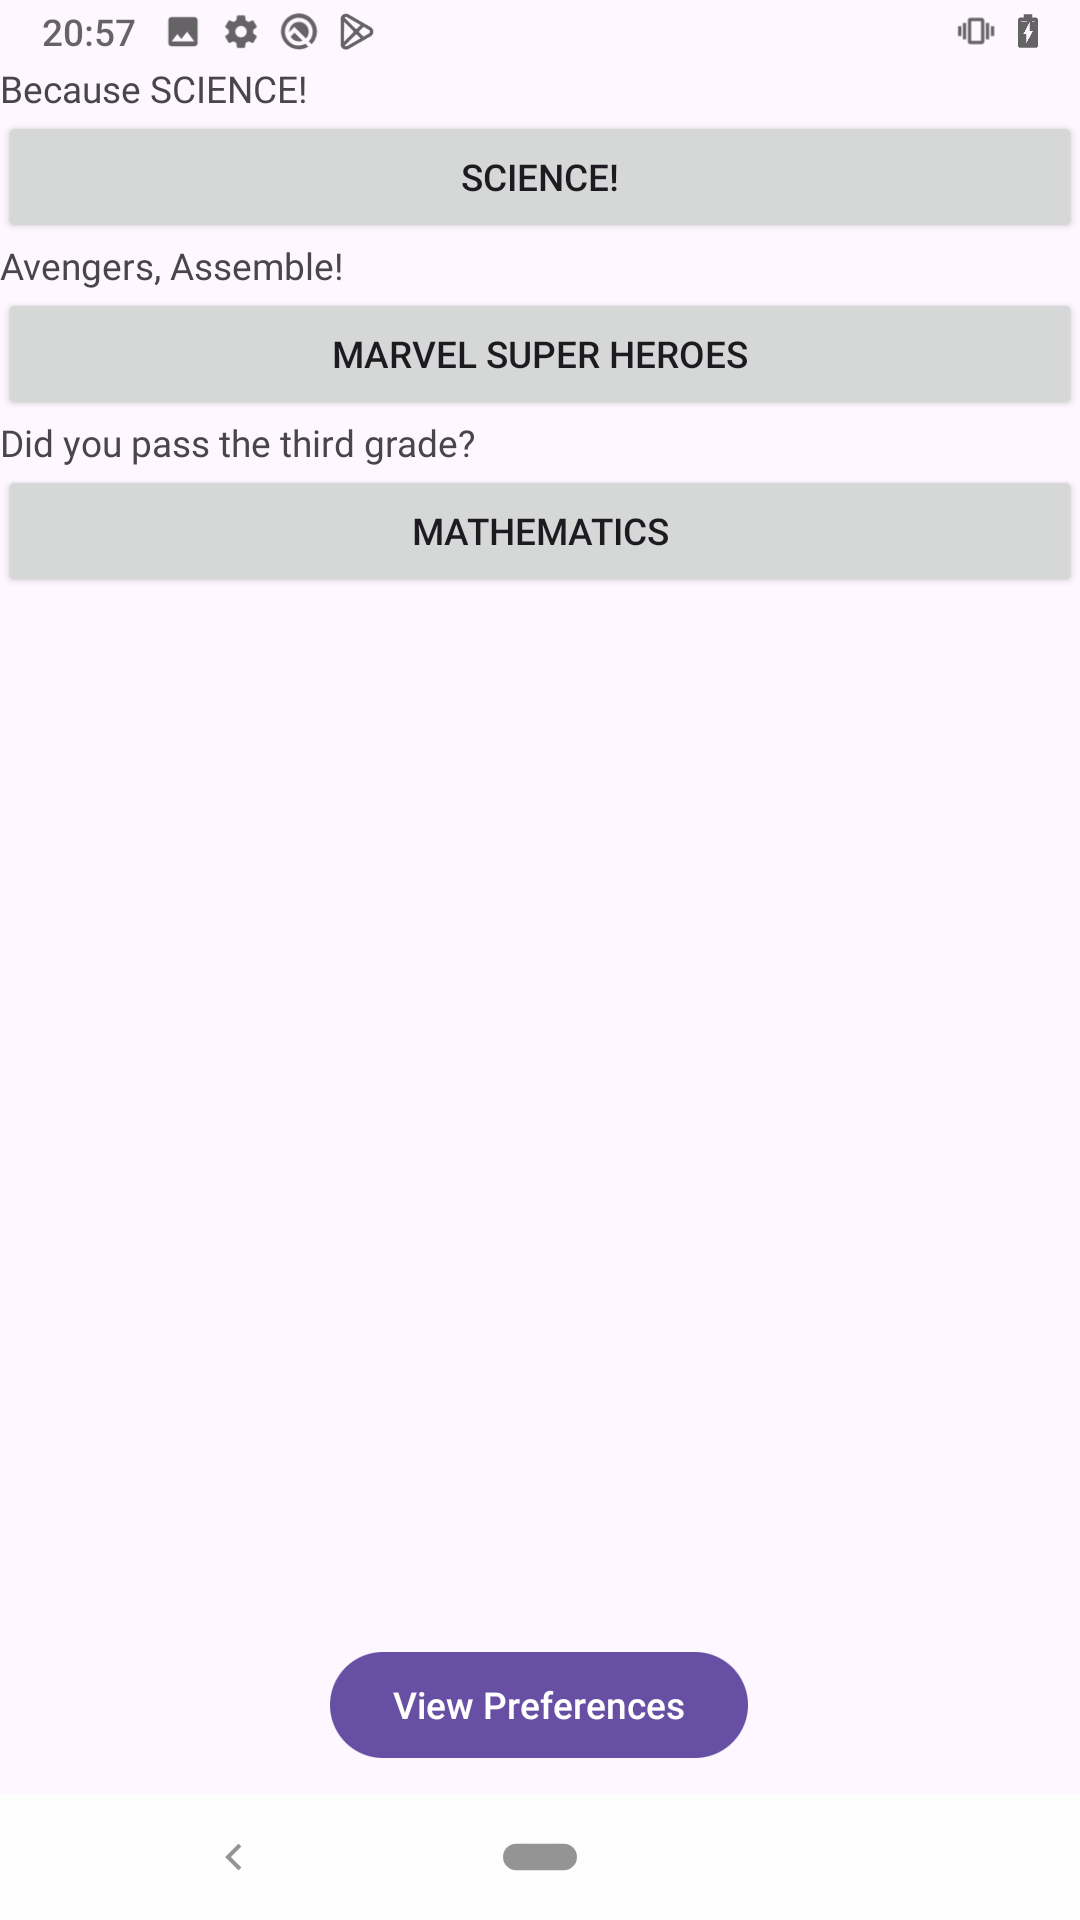 20:57
Because SCIENCE!
SCIENCE!
Avengers, Assemble!
MARVEL SUPER HEROES
Did you pass the third grade?
MATHEMATICS
View Preferences